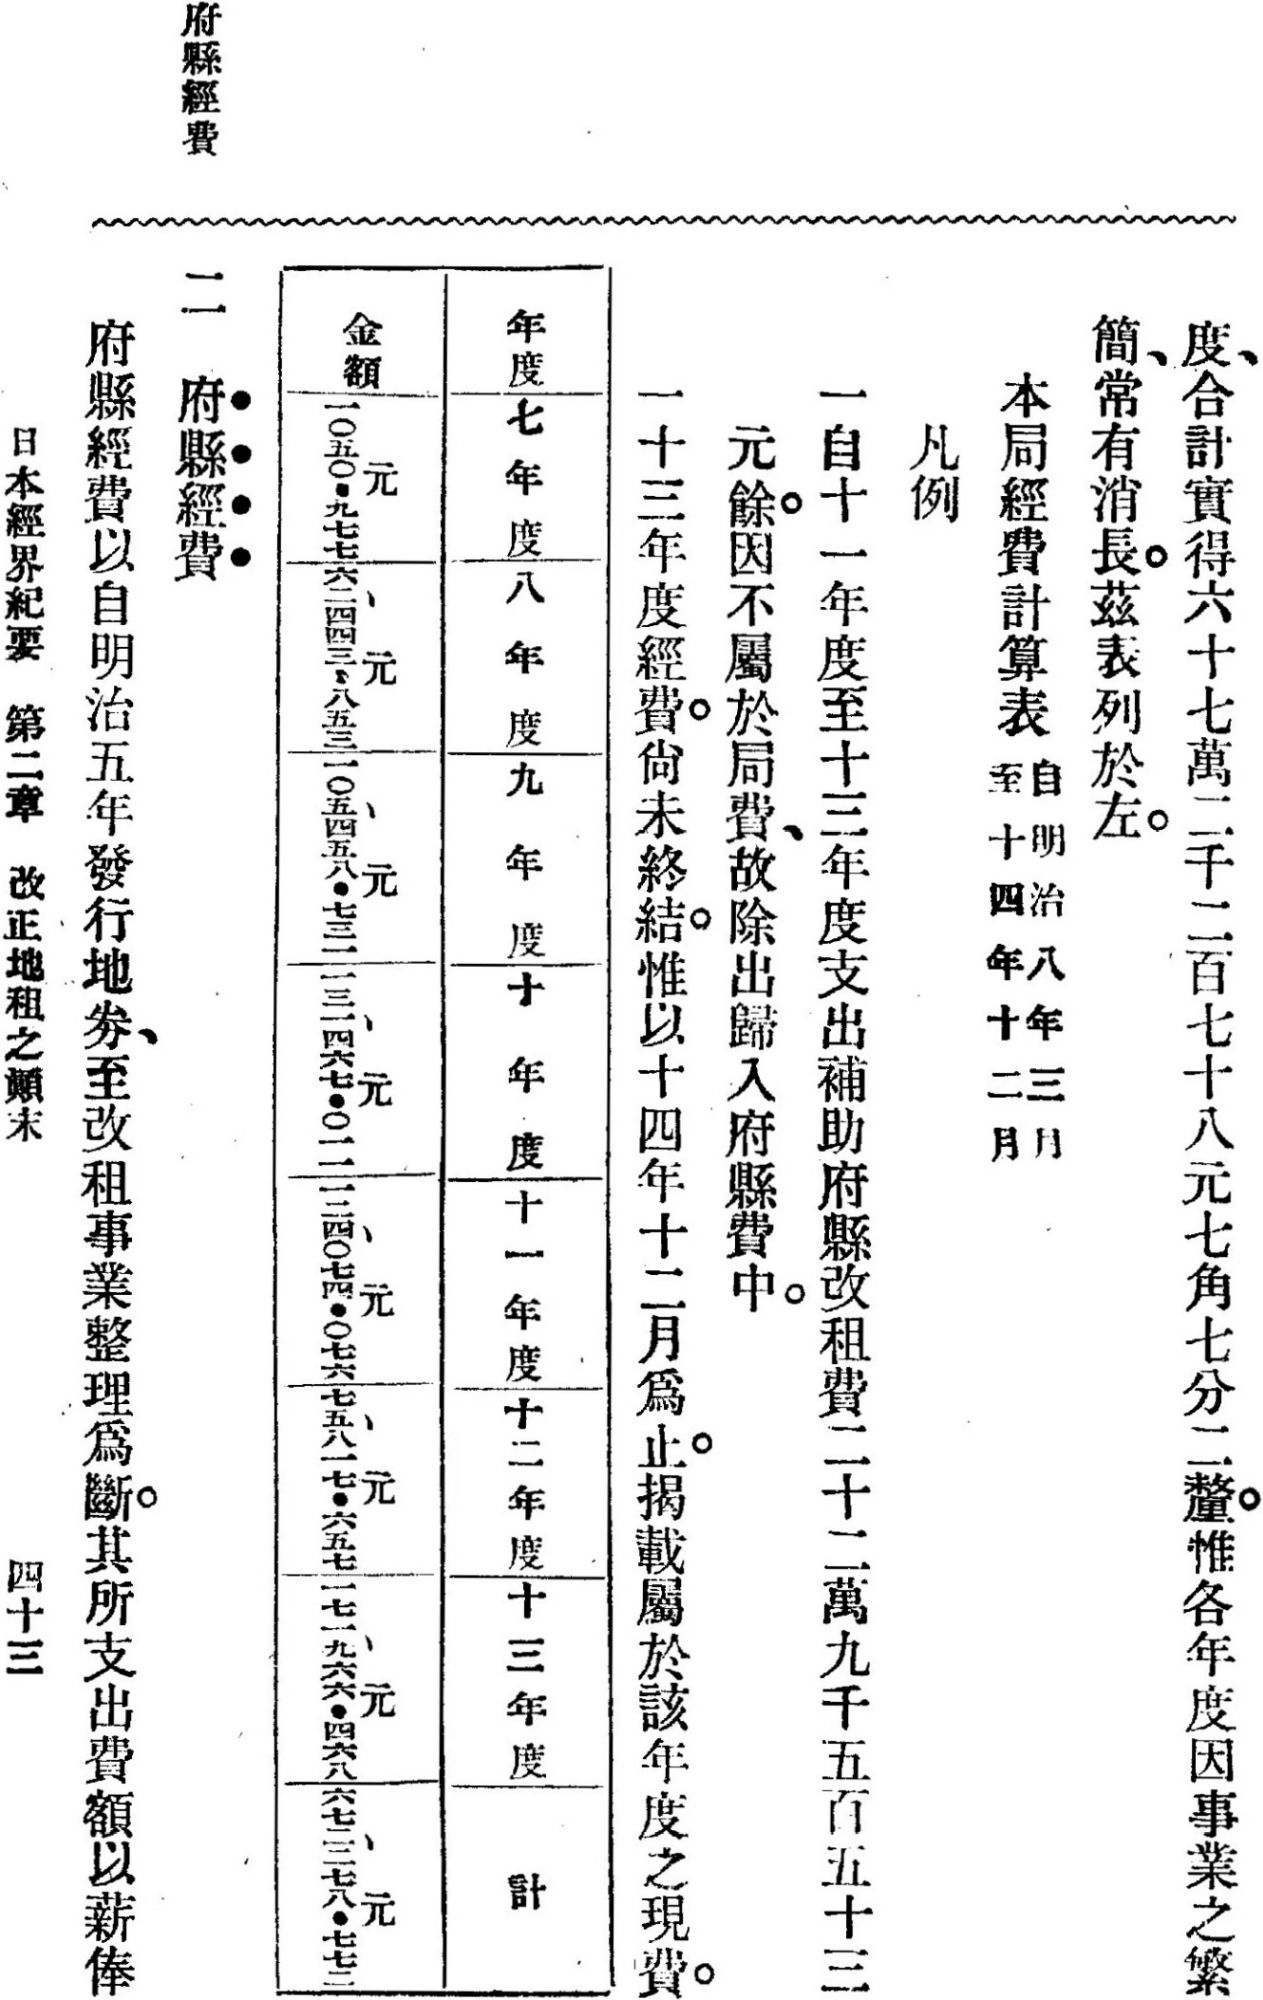 度、合計實得六十七萬二千二百七十八元七角七分二釐。惟各年度因事業之繁
簡、常有消長。茲表列於左。
本局經費計算表 自明治八年三月
至十四年十二月
凡例
一自十一年度至十三年度支出補助府縣改租費二十二萬九千五百五十三
元餘。因不屬於局費、故除出歸入府縣費中。
一十三年度經費。尙未終結。惟以十四年十二月爲止。揭載屬於該年度之現費。
年度 七年度 八年度 九年度 十年度 十一年度 十二年度 十三年度 計
金額 一〇五〇•九七七元 六二、四四三、八五三元 一〇五、四五八•七三一元 一三一、四六七•〇一一元 一二四、〇七四•〇七六元 七五、八一七•六五七元 一七一、九六六•四六八元 六七二、二七八•七七二元
府縣經費
二 府縣經費
府縣經費以自明治五年發行地劵、至改租事業整理爲斷。其所支出費額以薪俸
日本經界紀要 第二章 改正地租之顚末 四十三